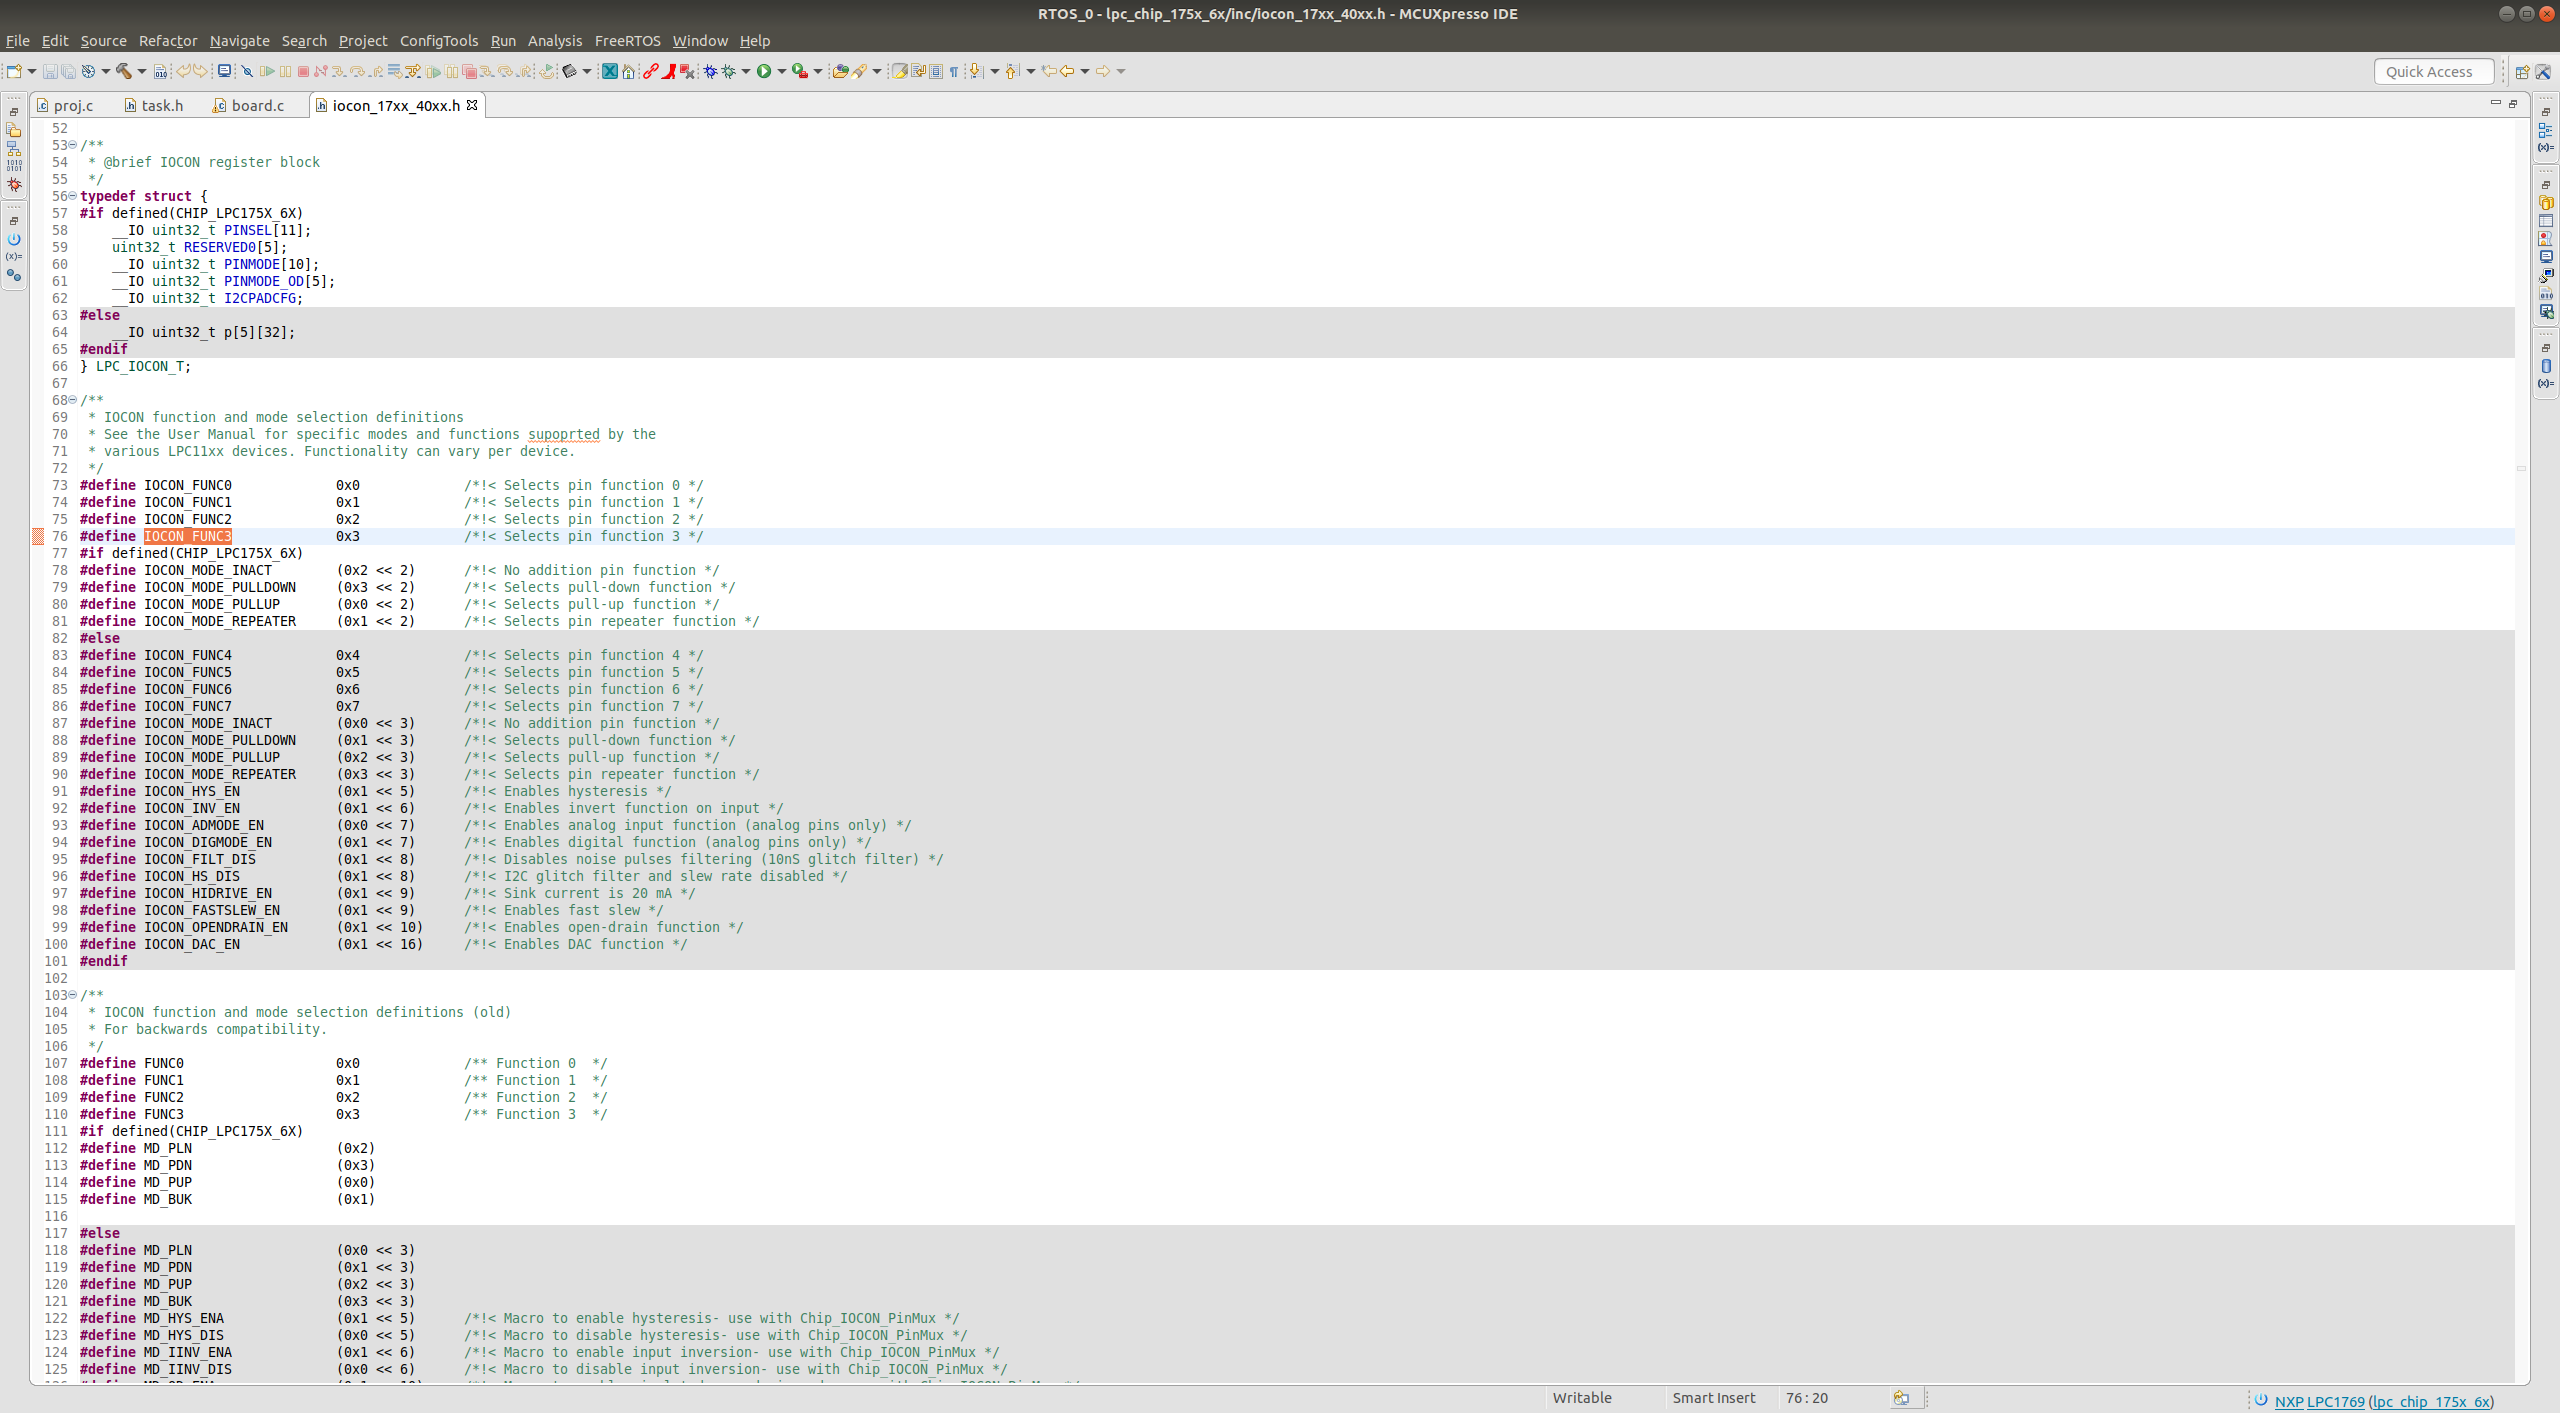 RTOS_0 - lpc_chip_175x_6x/inc/iocon_17xx_40xx.h - MCUXpresso IDE
File Edit Source Refactor Navigate Search Project ConfigTools Run Analysis FreeRTOS Window Help
Quick Access
proj.c task.h board.c iocon_17xx_40xx.h
52
53 /**
54  * @brief IOCON register block
55  */
56 typedef struct {
57 #if defined(CHIP_LPC175X_6X)
58     __IO uint32_t PINSEL[11];
59     uint32_t RESERVED0[5];
60     __IO uint32_t PINMODE[10];
61     __IO uint32_t PINMODE_OD[5];
62     __IO uint32_t I2CPADCFG;
63 #else
64     __IO uint32_t p[5][32];
65 #endif
66 } LPC_IOCON_T;
67
68 /**
69  * IOCON function and mode selection definitions
70  * See the User Manual for specific modes and functions supoprted by the
71  * various LPC11xx devices. Functionality can vary per device.
72  */
73 #define IOCON_FUNC0 0x0 /*!< Selects pin function 0 */
74 #define IOCON_FUNC1 0x1 /*!< Selects pin function 1 */
75 #define IOCON_FUNC2 0x2 /*!< Selects pin function 2 */
76 #define IOCON_FUNC3 0x3 /*!< Selects pin function 3 */
77 #if defined(CHIP_LPC175X_6X)
78 #define IOCON_MODE_INACT (0x2 << 2) /*!< No addition pin function */
79 #define IOCON_MODE_PULLDOWN (0x3 << 2) /*!< Selects pull-down function */
80 #define IOCON_MODE_PULLUP (0x0 << 2) /*!< Selects pull-up function */
81 #define IOCON_MODE_REPEATER (0x1 << 2) /*!< Selects pin repeater function */
82 #else
83 #define IOCON_FUNC4 0x4 /*!< Selects pin function 4 */
84 #define IOCON_FUNC5 0x5 /*!< Selects pin function 5 */
85 #define IOCON_FUNC6 0x6 /*!< Selects pin function 6 */
86 #define IOCON_FUNC7 0x7 /*!< Selects pin function 7 */
87 #define IOCON_MODE_INACT (0x0 << 3) /*!< No addition pin function */
88 #define IOCON_MODE_PULLDOWN (0x1 << 3) /*!< Selects pull-down function */
89 #define IOCON_MODE_PULLUP (0x2 << 3) /*!< Selects pull-up function */
90 #define IOCON_MODE_REPEATER (0x3 << 3) /*!< Selects pin repeater function */
91 #define IOCON_HYS_EN (0x1 << 5) /*!< Enables hysteresis */
92 #define IOCON_INV_EN (0x1 << 6) /*!< Enables invert function on input */
93 #define IOCON_ADMODE_EN (0x0 << 7) /*!< Enables analog input function (analog pins only) */
94 #define IOCON_DIGMODE_EN (0x1 << 7) /*!< Enables digital function (analog pins only) */
95 #define IOCON_FILT_DIS (0x1 << 8) /*!< Disables noise pulses filtering (10nS glitch filter) */
96 #define IOCON_HS_DIS (0x1 << 8) /*!< I2C glitch filter and slew rate disabled */
97 #define IOCON_HIDRIVE_EN (0x1 << 9) /*!< Sink current is 20 mA */
98 #define IOCON_FASTSLEW_EN (0x1 << 9) /*!< Enables fast slew */
99 #define IOCON_OPENDRAIN_EN (0x1 << 10) /*!< Enables open-drain function */
100 #define IOCON_DAC_EN (0x1 << 16) /*!< Enables DAC function */
101 #endif
102
103 /**
104  * IOCON function and mode selection definitions (old)
105  * For backwards compatibility.
106  */
107 #define FUNC0 0x0 /** Function 0 */
108 #define FUNC1 0x1 /** Function 1 */
109 #define FUNC2 0x2 /** Function 2 */
110 #define FUNC3 0x3 /** Function 3 */
111 #if defined(CHIP_LPC175X_6X)
112 #define MD_PLN (0x2)
113 #define MD_PDN (0x3)
114 #define MD_PUP (0x0)
115 #define MD_BUK (0x1)
116
117 #else
118 #define MD_PLN (0x0 << 3)
119 #define MD_PDN (0x1 << 3)
120 #define MD_PUP (0x2 << 3)
121 #define MD_BUK (0x3 << 3)
122 #define MD_HYS_ENA (0x1 << 5) /*!< Macro to enable hysteresis- use with Chip_IOCON_PinMux */
123 #define MD_HYS_DIS (0x0 << 5) /*!< Macro to disable hysteresis- use with Chip_IOCON_PinMux */
124 #define MD_IINV_ENA (0x1 << 6) /*!< Macro to enable input inversion- use with Chip_IOCON_PinMux */
125 #define MD_IINV_DIS (0x0 << 6) /*!< Macro to disable input inversion- use with Chip_IOCON_PinMux */
Writable Smart Insert 76 : 20 NXP LPC1769 (lpc_chip_175x_6x)